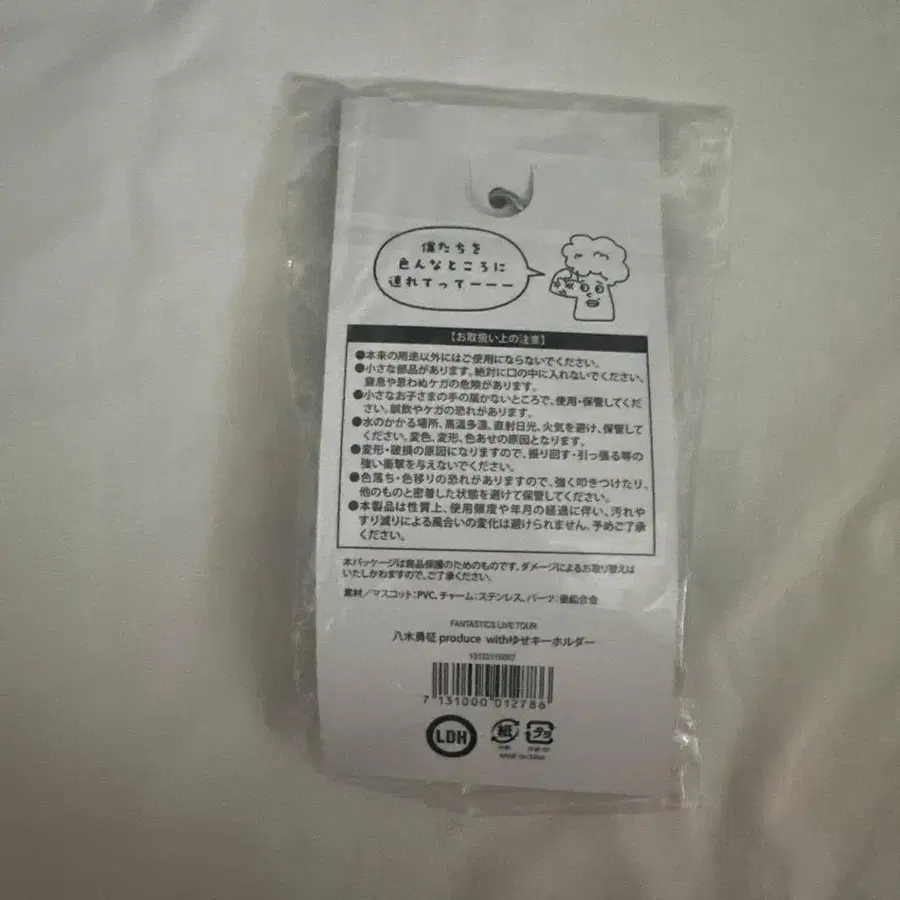 僕たちを
色んなところに
連れてってーーー
【お取扱い上の注意】
●本来の用途以外にはご使用にならないでください。
●小さな部品があります。絶対に口の中に入れないでください。
窒息や思わぬケガの危険があります。
●小さなお子さまの手の届かないところで、使用・保管してくだ
さい。誤飲やケガの恐れがあります。
●水のかかる場所、高温多湿、直射日光、火気を避け、保管して
ください。変色、変形、色あせの原因となります。
●変形・破損の原因になりますので、振り回す・引っ張る等の
強い衝撃を与えないでください。
●色落ち・色移りの恐れがありますので、強く叩きつけたり、
他のものと密着した状態を避けて保管してください。
●本製品は性質上、使用頻度や年月の経過に伴い、汚れや
すり減りによる風合いの変化は避けられません。予めご了承
ください。
本パッケージは商品保護のためのものです。ダメージによるお取り替えは
いたしかねますので、ご了承ください。
素材/マスコット:PVC、チャーム:ステンレス、パーツ:亜鉛合金
FANTASTICS LIVE TOUR
八木勇征 produce withゆせキーホルダー
7 131000 012786
LDH
紙
プラ